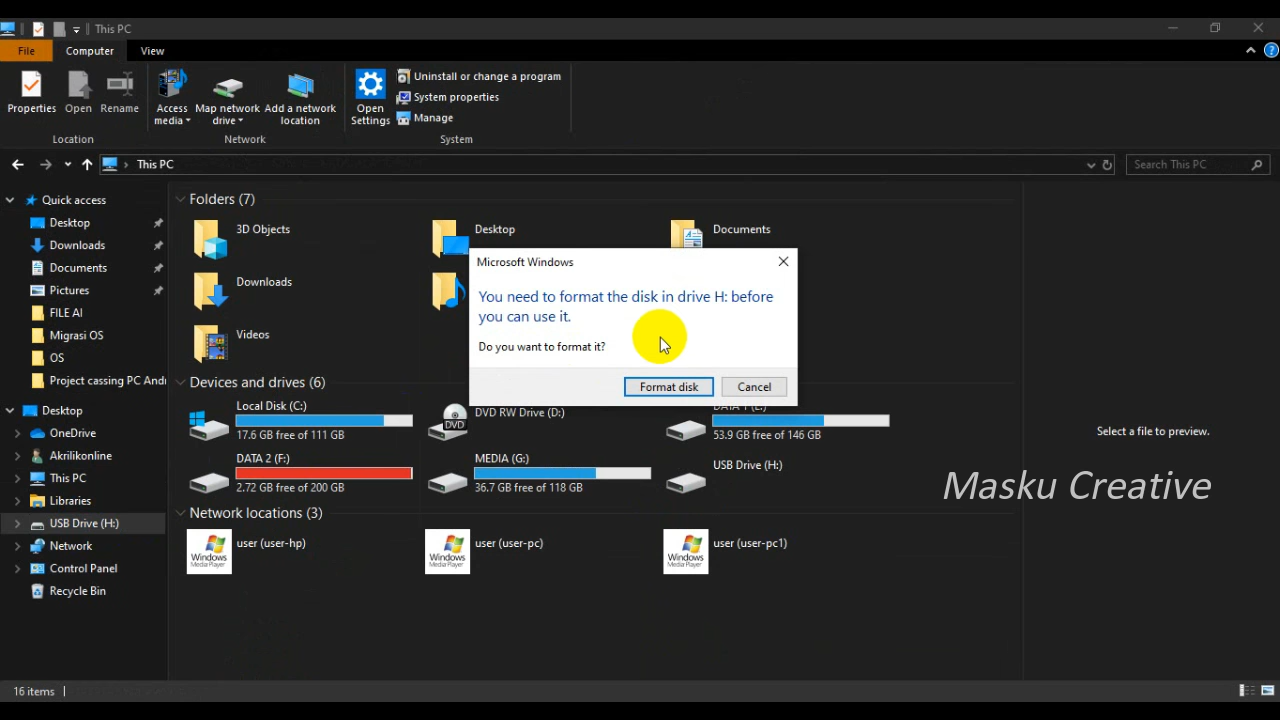 This PC
File
Computer
View
Properties
Open
Rename
Access media
Map network drive
Add a network location
Open Settings
Uninstall or change a program
System properties
Manage
Location
Network
System
This PC
Search This PC
Quick access
Desktop
Downloads
Documents
Pictures
FILE AI
Migrasi OS
OS
Project cassing PC Andr
Desktop
OneDrive
Akrilikonline
This PC
Libraries
USB Drive (H:)
Network
Control Panel
Recycle Bin
Folders (7)
3D Objects
Desktop
Documents
Downloads
Videos
Microsoft Windows
You need to format the disk in drive H: before
you can use it.
Do you want to format it?
Format disk
Cancel
Devices and drives (6)
Local Disk (C:)
17.6 GB free of 111 GB
DVD
DVD RW Drive (D:)
DATA 1 (E:)
53.9 GB free of 146 GB
DATA 2 (F:)
2.72 GB free of 200 GB
MEDIA (G:)
36.7 GB free of 118 GB
USB Drive (H:)
Network locations (3)
Windows
Media Player
user (user-hp)
Windows
Media Player
user (user-pc)
Windows
Media Player
user (user-pc1)
Select a file to preview.
Masku Creative
16 items